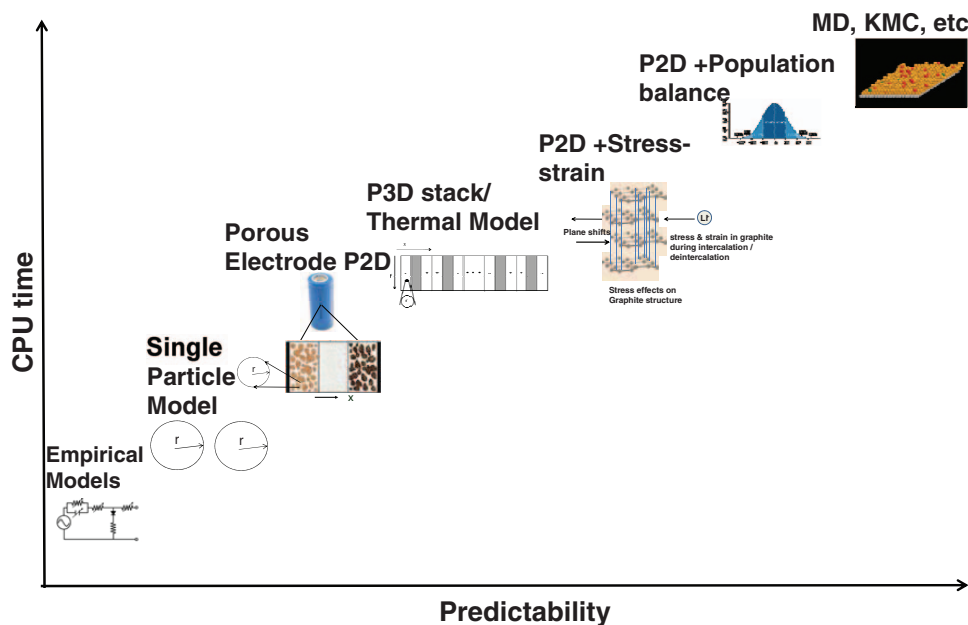 MD, KMC, etc
P2D +Population
balance
P2D +Stress-
strain
Plane shifts
Li
stress & strain in graphite
during intercalation /
deintercalation
Stress effects on
Graphite structure
P3D stack/
Thermal Model
Porous
Electrode P2D
x
Single
Particle
Model
r
r
r
Empirical
Models
CPU time
Predictability